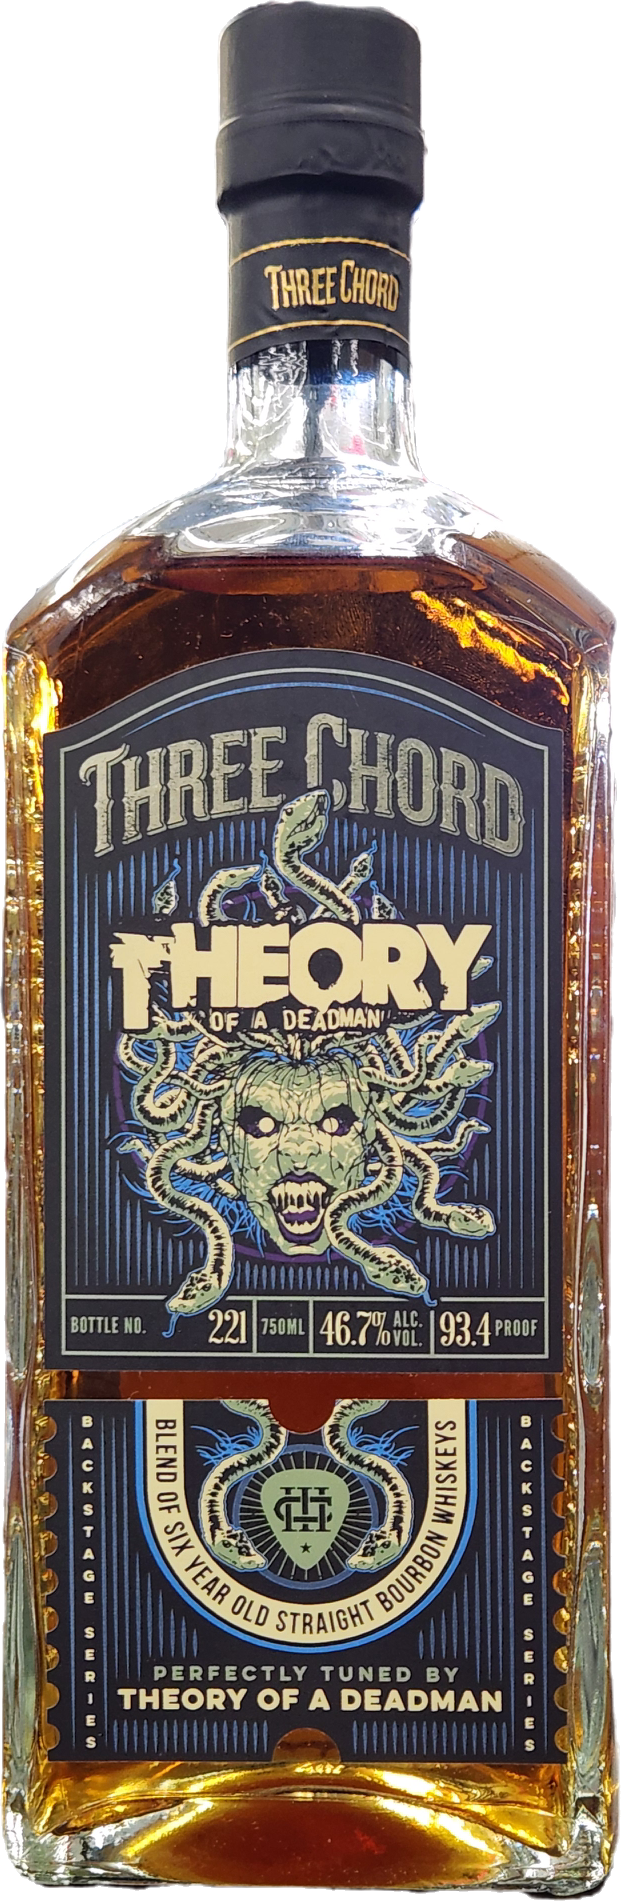 THREE CHORD
THREE CHORD
THEORY
OF A DEADMAN
BOTTLE NO. 221 750ML 46.7% ALC. VOL. 93.4 PROOF
BACKSTAGE SERIES
BLEND OF SIX YEAR OLD STRAIGHT BOURBON WHISKEYS
BACKSTAGE SERIES
PERFECTLY TUNED BY
THEORY OF A DEADMAN